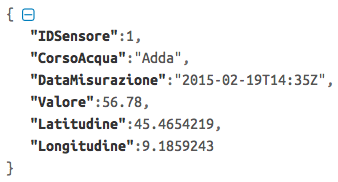 {
"IDSensore":1,
"CorsoAcqua":"Adda",
"DataMisurazione":"2015-02-19T14:35Z",
"Valore":56.78,
"Latitudine":45.4654219,
"Longitudine":9.1859243
}